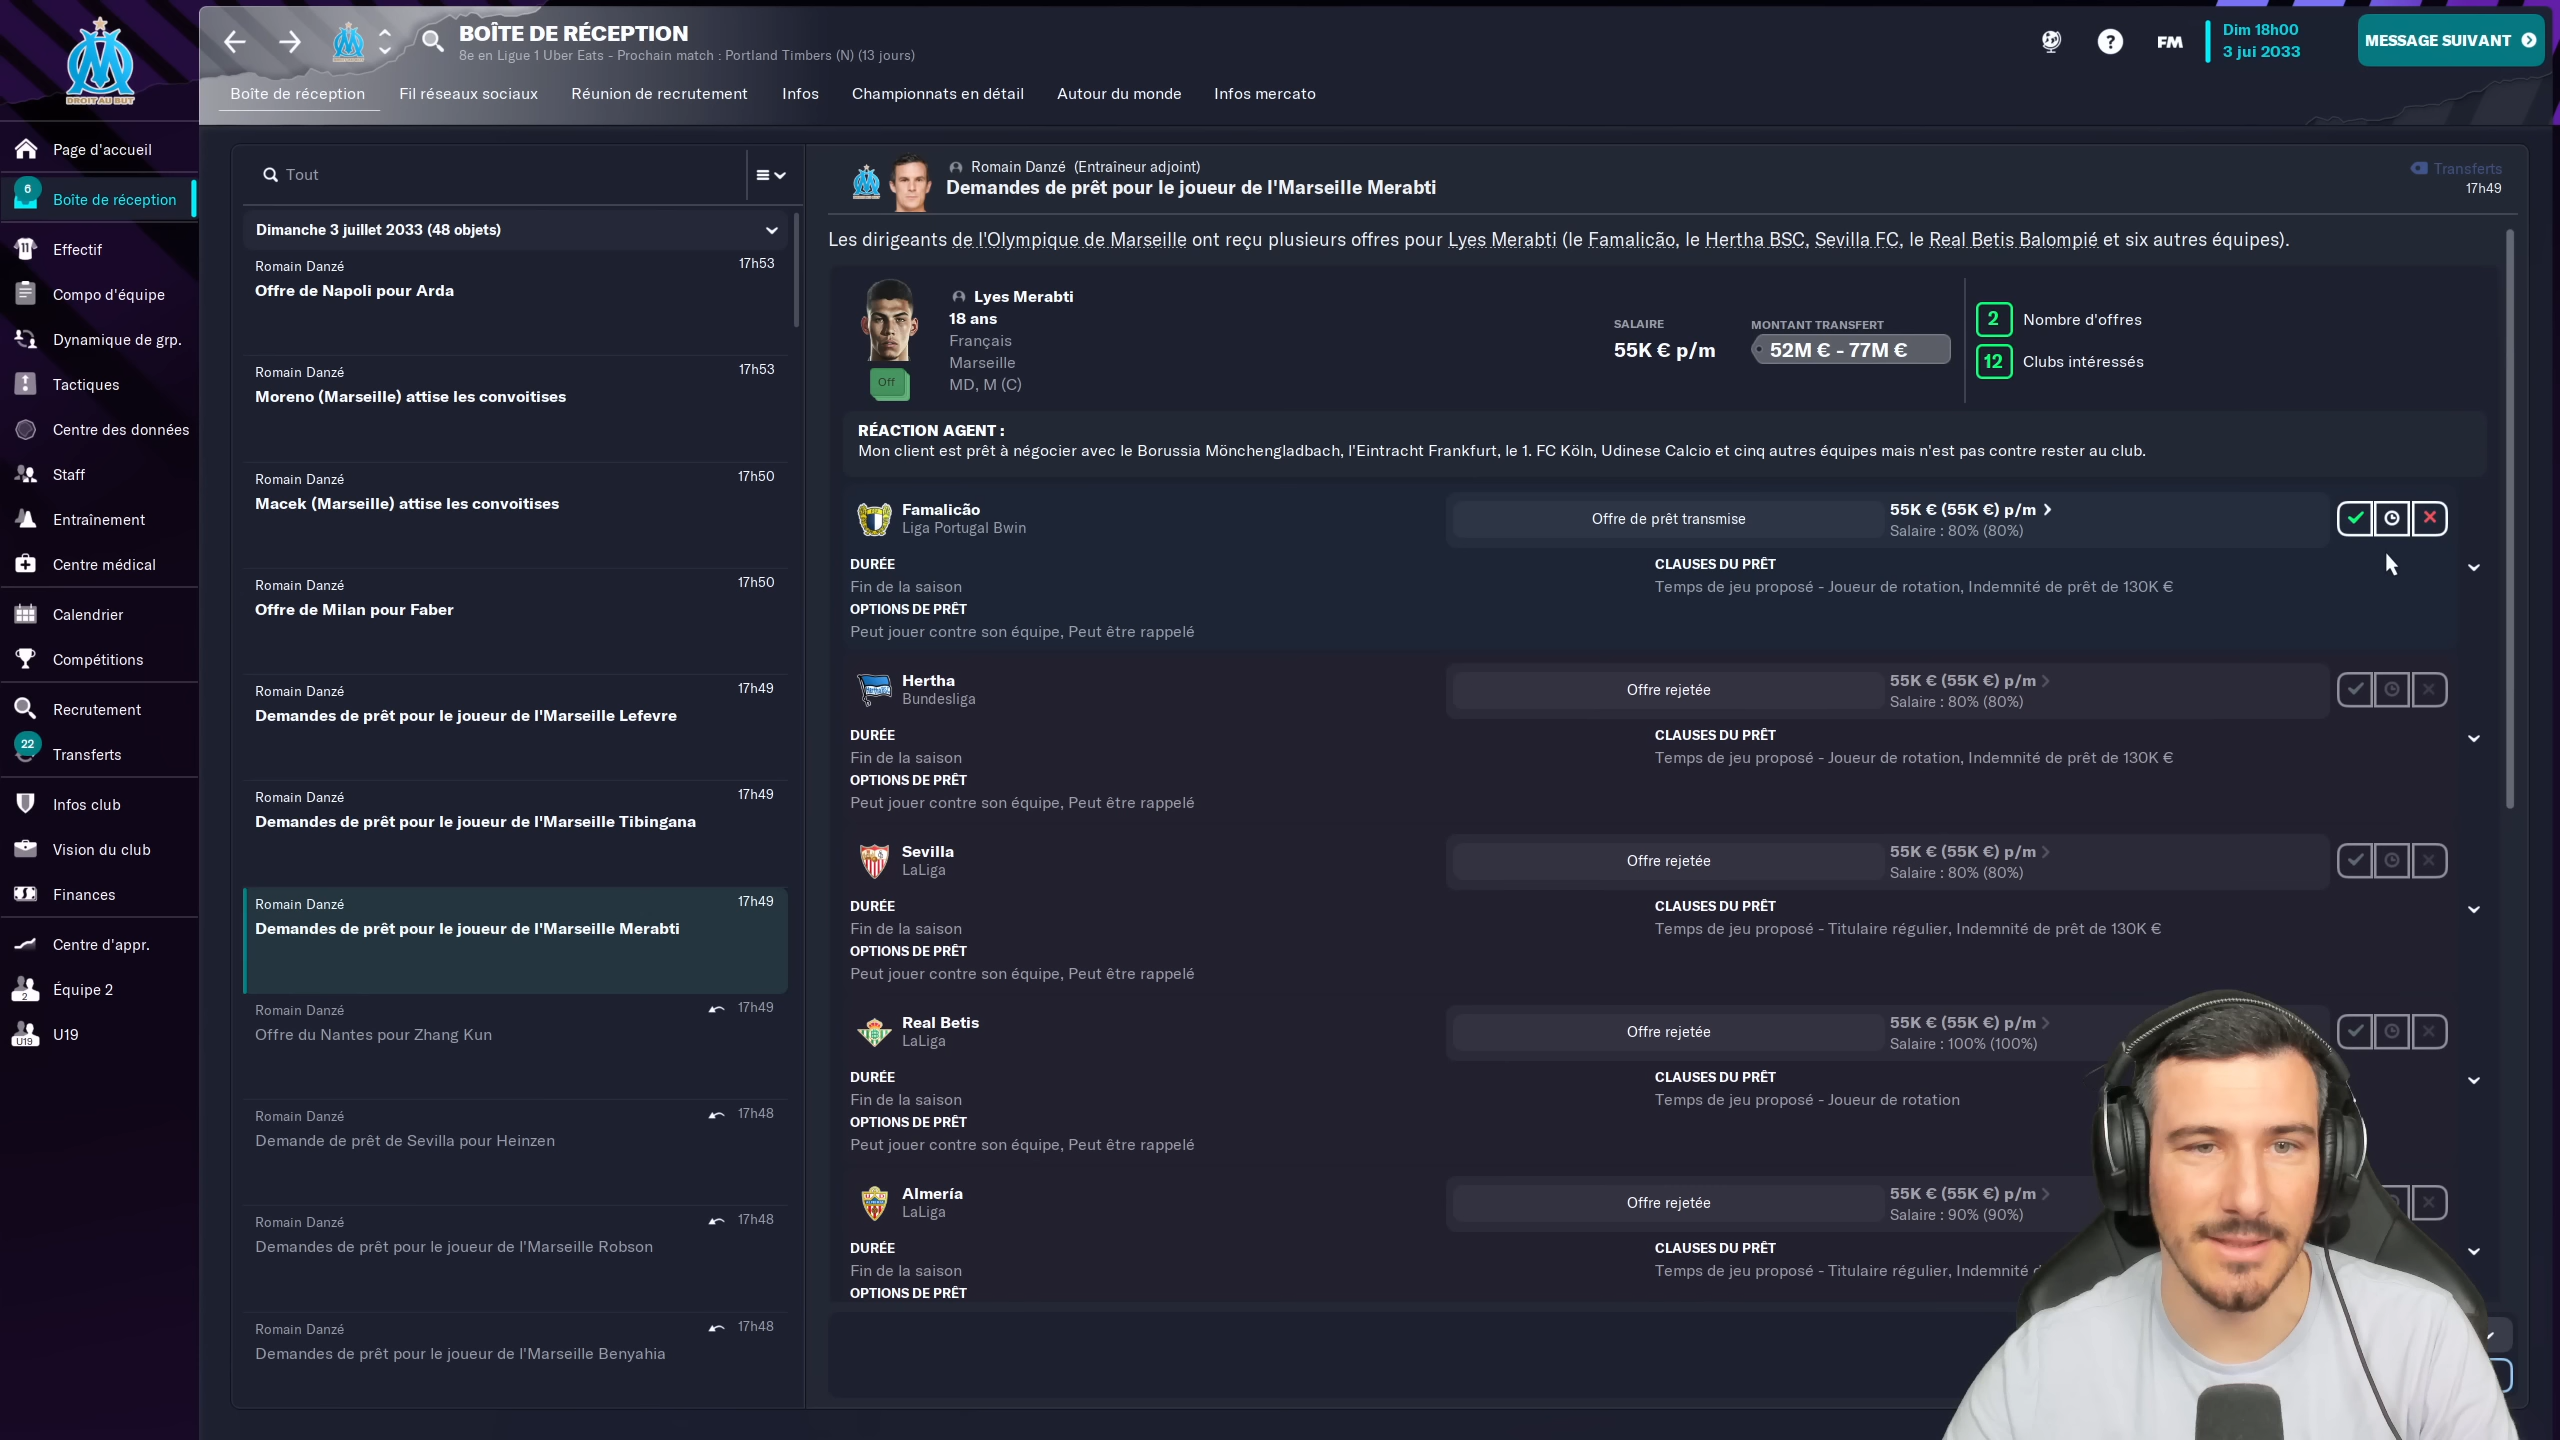 DROIT AU BUT
BOÎTE DE RÉCEPTION
8e en Ligue 1 Uber Eats - Prochain match : Portland Timbers (N) (13 jours)
FM
Dim 18h00
3 jui 2033
MESSAGE SUIVANT
Boîte de réception
Fil réseaux sociaux
Réunion de recrutement
Infos
Championnats en détail
Autour du monde
Infos mercato
Page d'accueil
6
Boîte de réception
Effectif
Compo d'équipe
Dynamique de grp.
Tactiques
Centre des données
Staff
Entraînement
Centre médical
Calendrier
Compétitions
Recrutement
22
Transferts
Infos club
Vision du club
Finances
Centre d'appr.
2
Équipe 2
U19
U19
Tout
Dimanche 3 juillet 2033 (48 objets)
Romain Danzé 17h53
Offre de Napoli pour Arda
Romain Danzé 17h53
Moreno (Marseille) attise les convoitises
Romain Danzé 17h50
Macek (Marseille) attise les convoitises
Romain Danzé 17h50
Offre de Milan pour Faber
Romain Danzé 17h49
Demandes de prêt pour le joueur de l'Marseille Lefevre
Romain Danzé 17h49
Demandes de prêt pour le joueur de l'Marseille Tibingana
Romain Danzé 17h49
Demandes de prêt pour le joueur de l'Marseille Merabti
Romain Danzé 17h49
Offre du Nantes pour Zhang Kun
Romain Danzé 17h48
Demande de prêt de Sevilla pour Heinzen
Romain Danzé 17h48
Demandes de prêt pour le joueur de l'Marseille Robson
Romain Danzé 17h48
Demandes de prêt pour le joueur de l'Marseille Benyahia
Romain Danzé (Entraîneur adjoint)
Demandes de prêt pour le joueur de l'Marseille Merabti
Transferts
17h49
Les dirigeants de l'Olympique de Marseille ont reçu plusieurs offres pour Lyes Merabti (le Famalicão, le Hertha BSC, Sevilla FC, le Real Betis Balompié et six autres équipes).
Lyes Merabti
18 ans
Français
Marseille
MD, M (C)
Off
SALAIRE
55K € p/m
MONTANT TRANSFERT
52M € - 77M €
2 Nombre d'offres
12 Clubs intéressés
RÉACTION AGENT :
Mon client est prêt à négocier avec le Borussia Mönchengladbach, l'Eintracht Frankfurt, le 1. FC Köln, Udinese Calcio et cinq autres équipes mais n'est pas contre rester au club.
Famalicão
Liga Portugal Bwin
Offre de prêt transmise
55K € (55K €) p/m
Salaire : 80% (80%)
DURÉE
Fin de la saison
OPTIONS DE PRÊT
Peut jouer contre son équipe, Peut être rappelé
CLAUSES DU PRÊT
Temps de jeu proposé - Joueur de rotation, Indemnité de prêt de 130K €
Hertha
Bundesliga
Offre rejetée
55K € (55K €) p/m
Salaire : 80% (80%)
DURÉE
Fin de la saison
OPTIONS DE PRÊT
Peut jouer contre son équipe, Peut être rappelé
CLAUSES DU PRÊT
Temps de jeu proposé - Joueur de rotation, Indemnité de prêt de 130K €
Sevilla
LaLiga
Offre rejetée
55K € (55K €) p/m
Salaire : 80% (80%)
DURÉE
Fin de la saison
OPTIONS DE PRÊT
Peut jouer contre son équipe, Peut être rappelé
CLAUSES DU PRÊT
Temps de jeu proposé - Titulaire régulier, Indemnité de prêt de 130K €
Real Betis
LaLiga
Offre rejetée
55K € (55K €) p/m
Salaire : 100% (100%)
DURÉE
Fin de la saison
OPTIONS DE PRÊT
Peut jouer contre son équipe, Peut être rappelé
CLAUSES DU PRÊT
Temps de jeu proposé - Joueur de rotation
Almería
LaLiga
Offre rejetée
55K € (55K €) p/m
Salaire : 90% (90%)
DURÉE
Fin de la saison
OPTIONS DE PRÊT
CLAUSES DU PRÊT
Temps de jeu proposé - Titulaire régulier, Indemnité